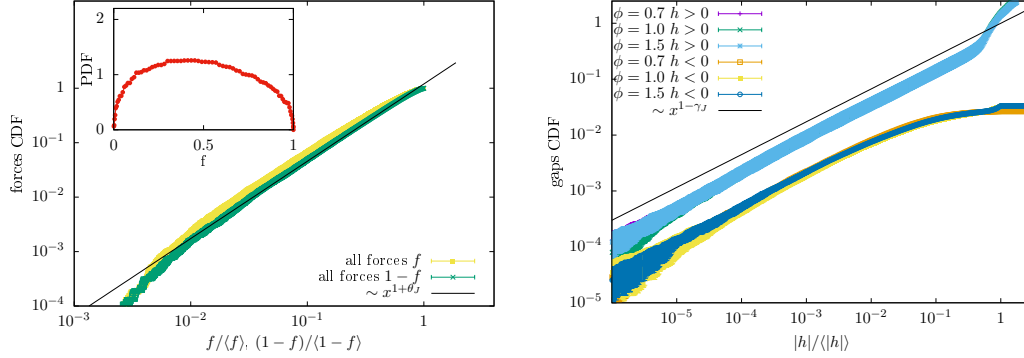 forces CDF
1
10⁻¹
10⁻²
10⁻³
10⁻⁴
10⁻³
10⁻²
10⁻¹
1
f/⟨f⟩, (1 − f)/⟨1 − f⟩
all forces f
all forces 1 − f
∼ x^{1+θ_J}
PDF
2
1
0
0
0.5
1
f
gaps CDF
1
10⁻¹
10⁻²
10⁻³
10⁻⁴
10⁻⁵
10⁻⁵
10⁻⁴
10⁻³
10⁻²
10⁻¹
1
|h|/⟨|h|⟩
ϕ = 0.7 h > 0
ϕ = 1.0 h > 0
ϕ = 1.5 h > 0
ϕ = 0.7 h < 0
ϕ = 1.0 h < 0
ϕ = 1.5 h < 0
∼ x^{1−γ_J}